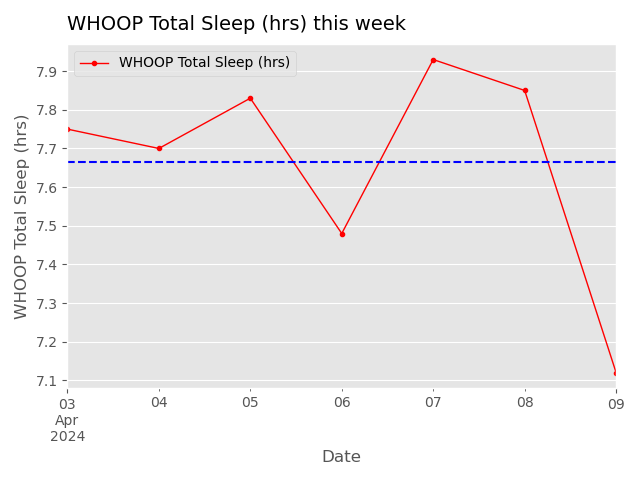 WHOOP Total Sleep (hrs) this week
WHOOP Total Sleep (hrs)
WHOOP Total Sleep (hrs)
7.9
7.8
7.7
7.6
7.5
7.4
7.3
7.2
7.1
03 04 05 06 07 08 09
Apr
2024
Date